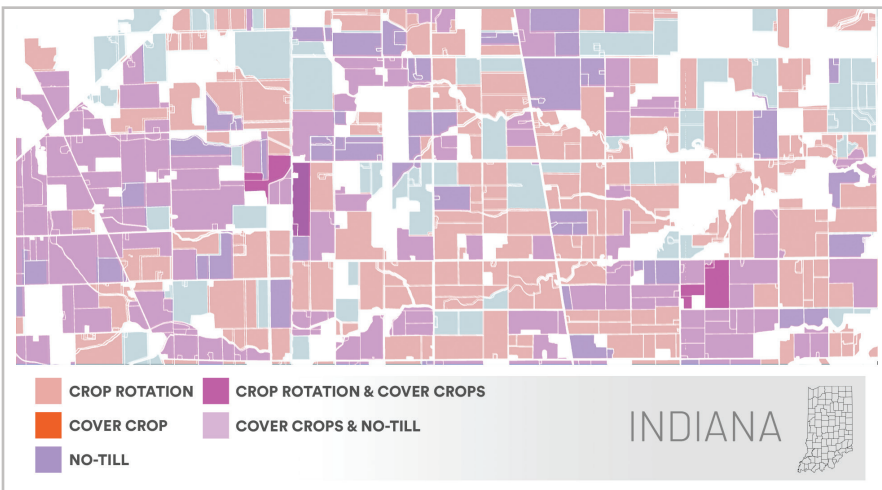 CROP ROTATION
COVER CROP
NO-TILL
CROP ROTATION & COVER CROPS
COVER CROPS & NO-TILL
INDIANA